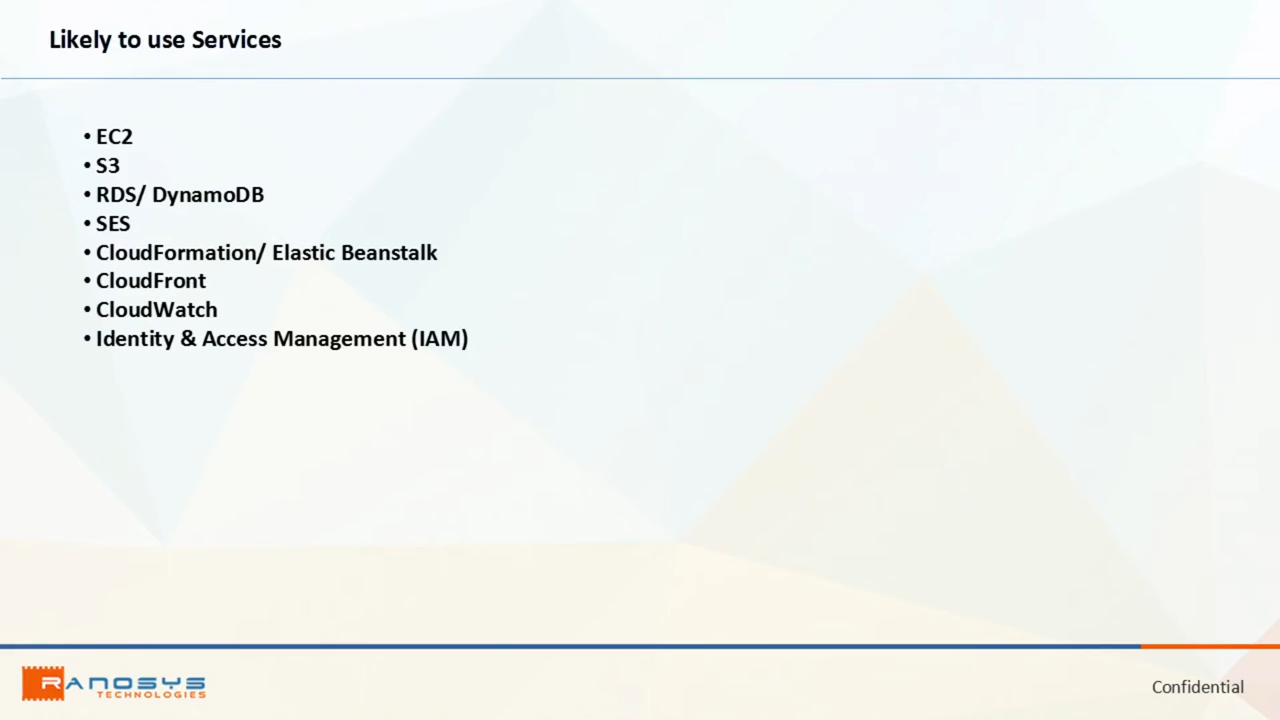 Likely to use Services
• EC2
• S3
• RDS/ DynamoDB
• SES
• CloudFormation/ Elastic Beanstalk
• CloudFront
• CloudWatch
• Identity & Access Management (IAM)
RANOSYS
TECHNOLOGIES
Confidential